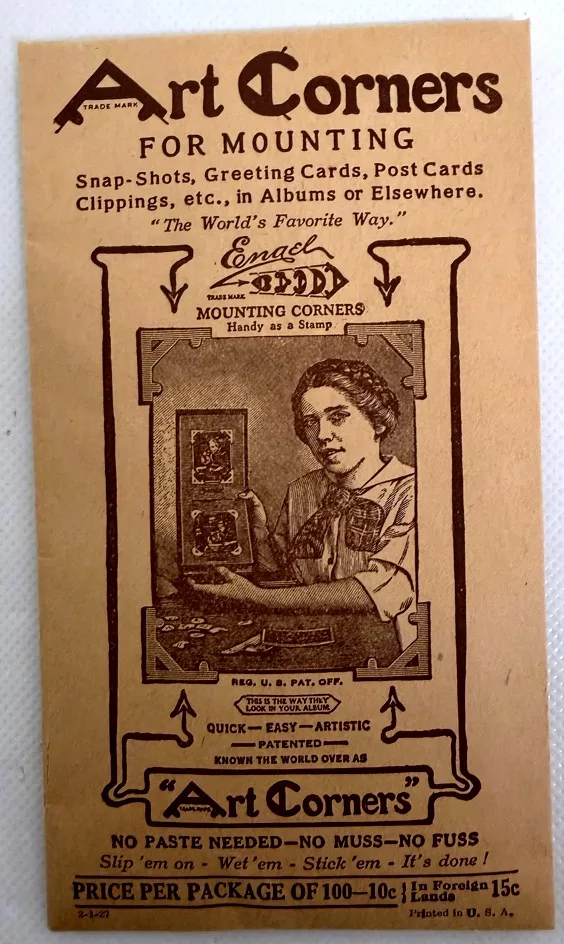 Art Corners
TRADE MARK
FOR MOUNTING
Snap-Shots, Greeting Cards, Post Cards
Clippings, etc., in Albums or Elsewhere.
"The World's Favorite Way."
Engel
TRADE MARK
MOUNTING CORNERS
Handy as a Stamp
REG. U. S. PAT. OFF.
THIS IS THE WAY THEY
LOOK IN YOUR ALBUM.
QUICK—EASY—ARTISTIC
—PATENTED—
KNOWN THE WORLD OVER AS
"Art Corners"
TRADE MARK
NO PASTE NEEDED—NO MUSS—NO FUSS
Slip 'em on - Wet 'em - Stick 'em - It's done!
PRICE PER PACKAGE OF 100—10c } In Foreign Lands 15c
2-1-27
Printed in U. S. A.